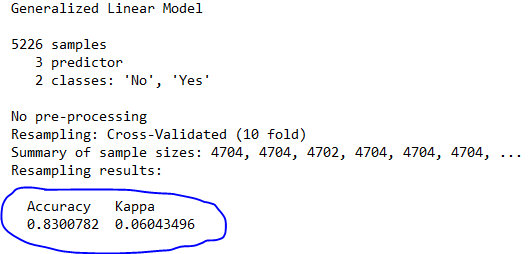 Generalized Linear Model
5226 samples
3 predictor
2 classes: 'No', 'Yes'
No pre-processing
Resampling: Cross-Validated (10 fold)
Summary of sample sizes: 4704, 4704, 4702, 4704, 4704, 4704, ...
Resampling results:
Accuracy Kappa
0.8300782 0.06043496